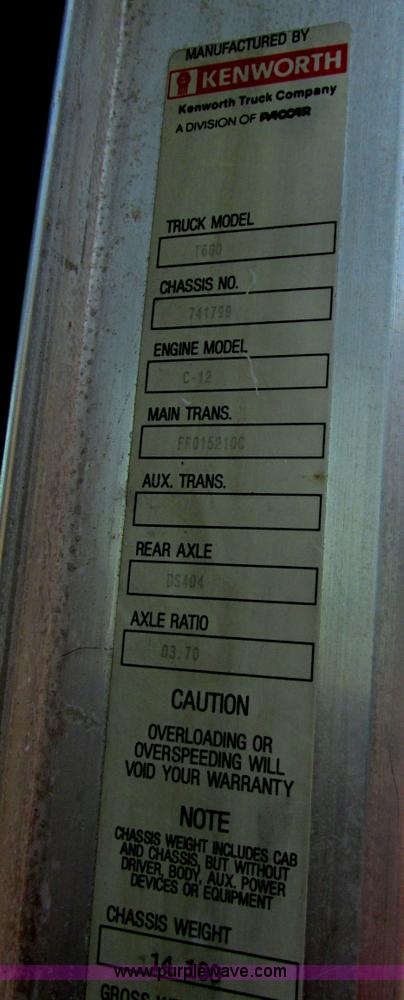 MANUFACTURED BY
KENWORTH
Kenworth Truck Company
A DIVISION OF PACCAR
TRUCK MODEL
T600
CHASSIS NO.
741799
ENGINE MODEL
C-12
MAIN TRANS.
FRO15210C
AUX. TRANS.
REAR AXLE
DS404
AXLE RATIO
03.70
CAUTION
OVERLOADING OR
OVERSPEEDING WILL
VOID YOUR WARRANTY
NOTE
CHASSIS WEIGHT INCLUDES CAB
AND CHASSIS, BUT WITHOUT
DRIVER, BODY, AUX. POWER
DEVICES OR EQUIPMENT
CHASSIS WEIGHT
www.purplewave.com
GROSS